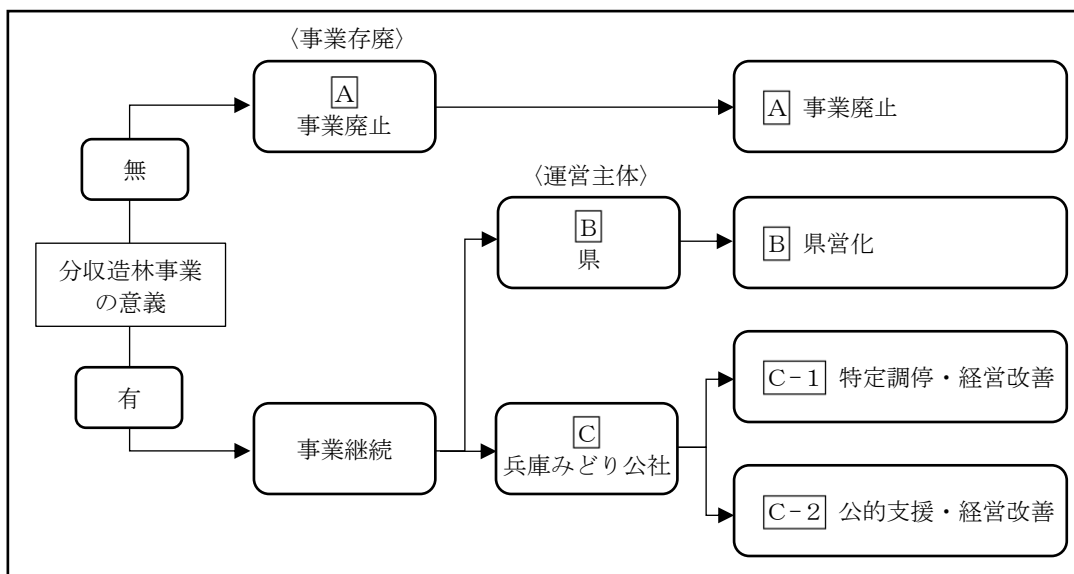 〈事業存廃〉
A
事業廃止
A 事業廃止
無
〈運営主体〉
B
県
B 県営化
分収造林事業
の意義
有
事業継続
C
兵庫みどり公社
C-1 特定調停・経営改善
C-2 公的支援・経営改善